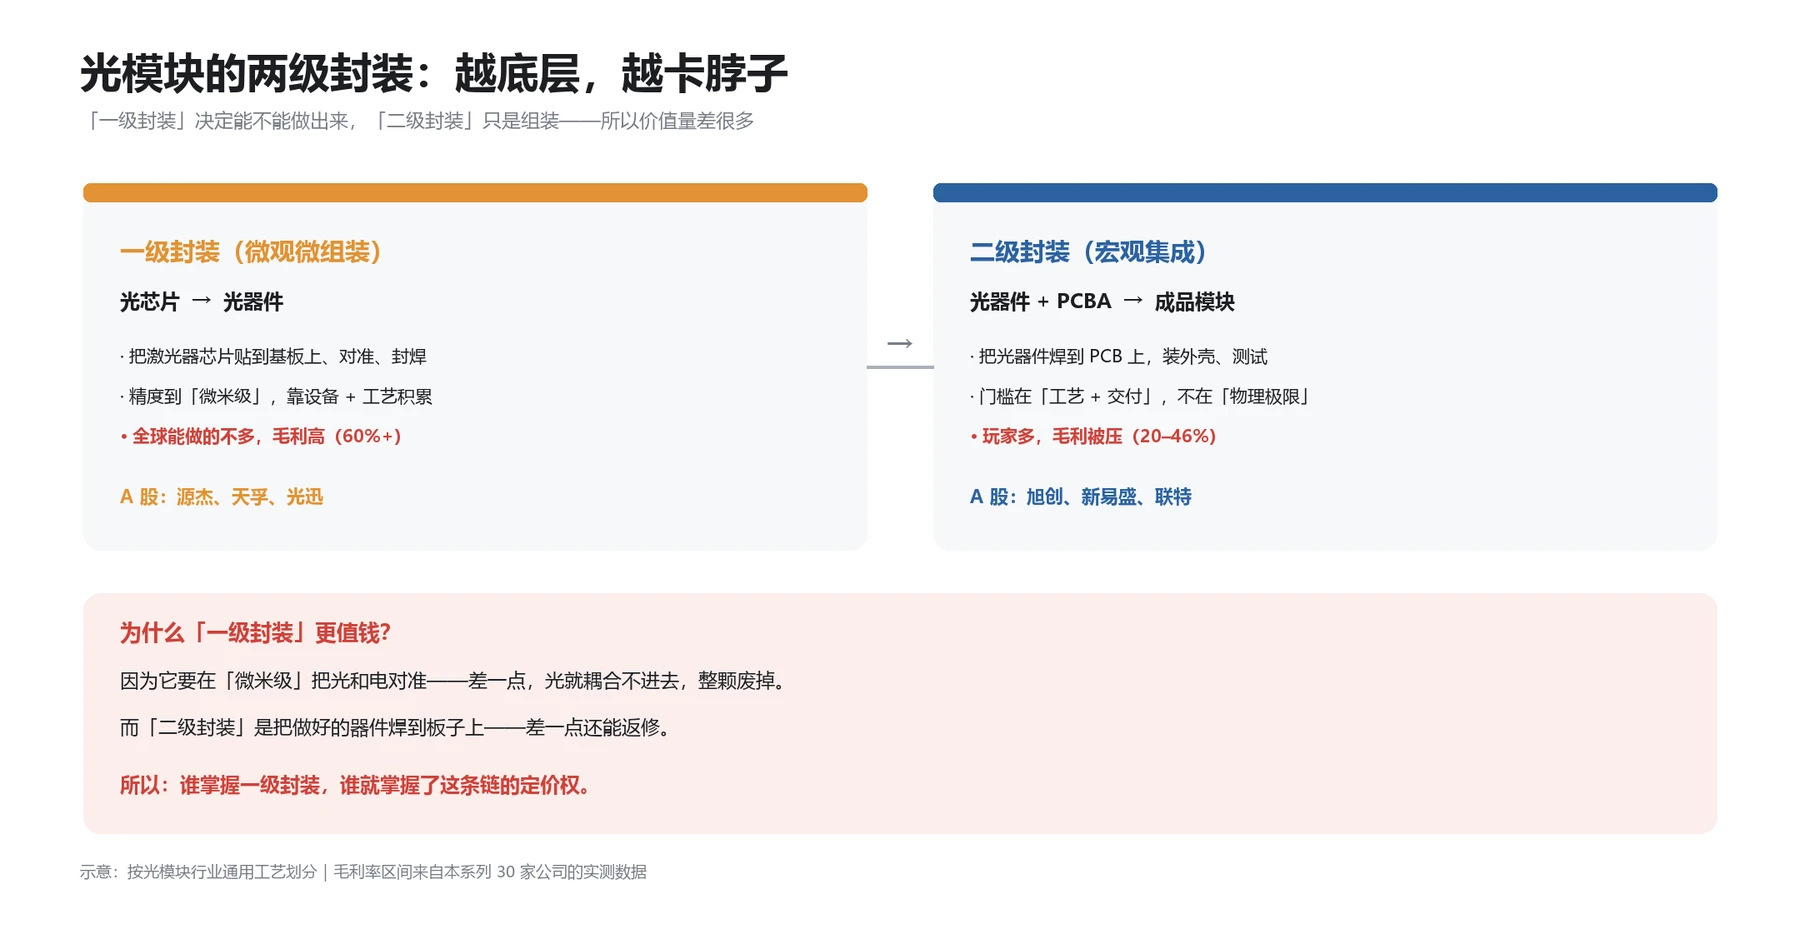 光模块的两级封装：越底层，越卡脖子
「一级封装」决定能不能做出来，「二级封装」只是组装——所以价值量差很多
一级封装（微观微组装）
光芯片 → 光器件
· 把激光器芯片贴到基板上、对准、封焊
· 精度到「微米级」，靠设备 + 工艺积累
• 全球能做的不多，毛利高（60%+）
A 股：源杰、天孚、光迅
→
二级封装（宏观集成）
光器件 + PCBA → 成品模块
· 把光器件焊到 PCB 上，装外壳、测试
· 门槛在「工艺 + 交付」，不在「物理极限」
• 玩家多，毛利被压（20–46%）
A 股：旭创、新易盛、联特
为什么「一级封装」更值钱？
因为它要在「微米级」把光和电对准——差一点，光就耦合不进去，整颗废掉。
而「二级封装」是把做好的器件焊到板子上——差一点还能返修。
所以：谁掌握一级封装，谁就掌握了这条链的定价权。
示意：按光模块行业通用工艺划分 | 毛利率区间来自本系列 30 家公司的实测数据